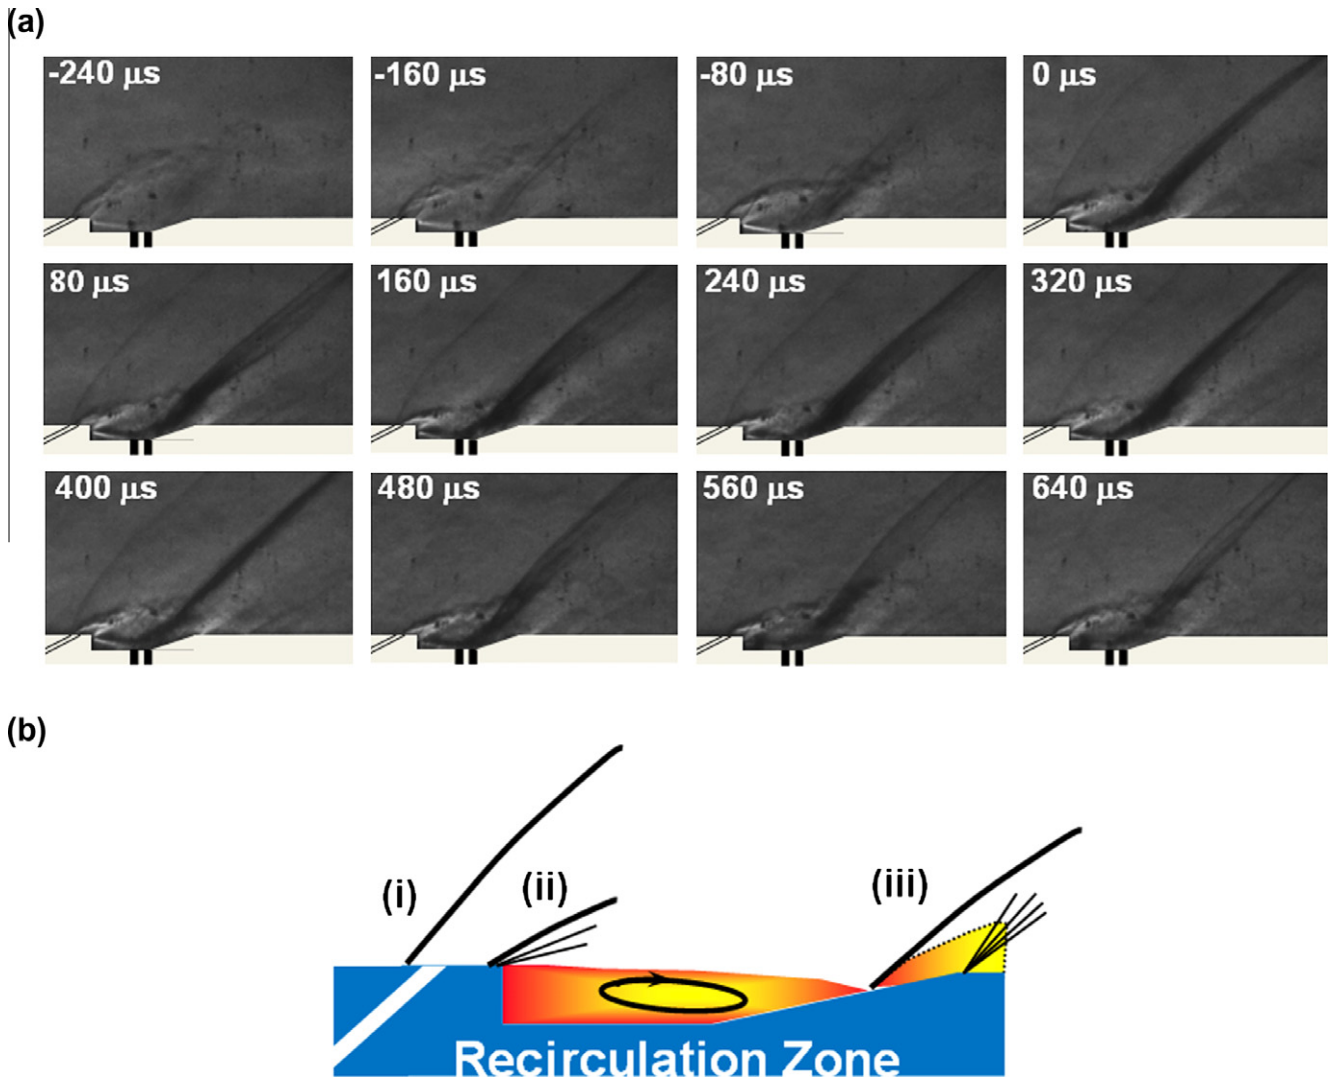 (a)
-240 µs
-160 µs
-80 µs
0 µs
80 µs
160 µs
240 µs
320 µs
400 µs
480 µs
560 µs
640 µs
(b)
(i)
(ii)
(iii)
Recirculation Zone